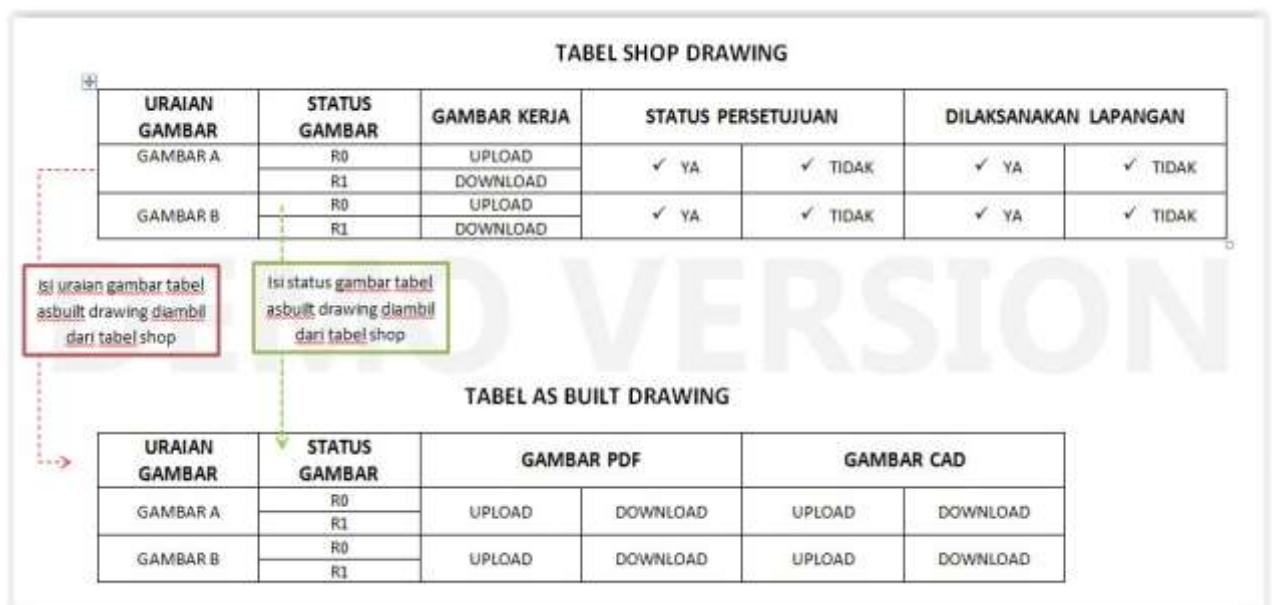 TABEL SHOP DRAWING
URAIAN GAMBAR STATUS GAMBAR GAMBAR KERJA STATUS PERSETUJUAN DILAKSANAKAN LAPANGAN
GAMBAR A R0 UPLOAD ✓ YA ✓ TIDAK ✓ YA ✓ TIDAK
R1 DOWNLOAD
GAMBAR B R0 UPLOAD ✓ YA ✓ TIDAK ✓ YA ✓ TIDAK
R1 DOWNLOAD
Isi uraian gambar tabel
asbuilt drawing diambil
dari tabel shop
Isi status gambar tabel
asbuilt drawing diambil
dari tabel shop
DEMO VERSION
TABEL AS BUILT DRAWING
URAIAN GAMBAR STATUS GAMBAR GAMBAR PDF GAMBAR CAD
GAMBAR A R0 UPLOAD DOWNLOAD UPLOAD DOWNLOAD
R1
GAMBAR B R0 UPLOAD DOWNLOAD UPLOAD DOWNLOAD
R1